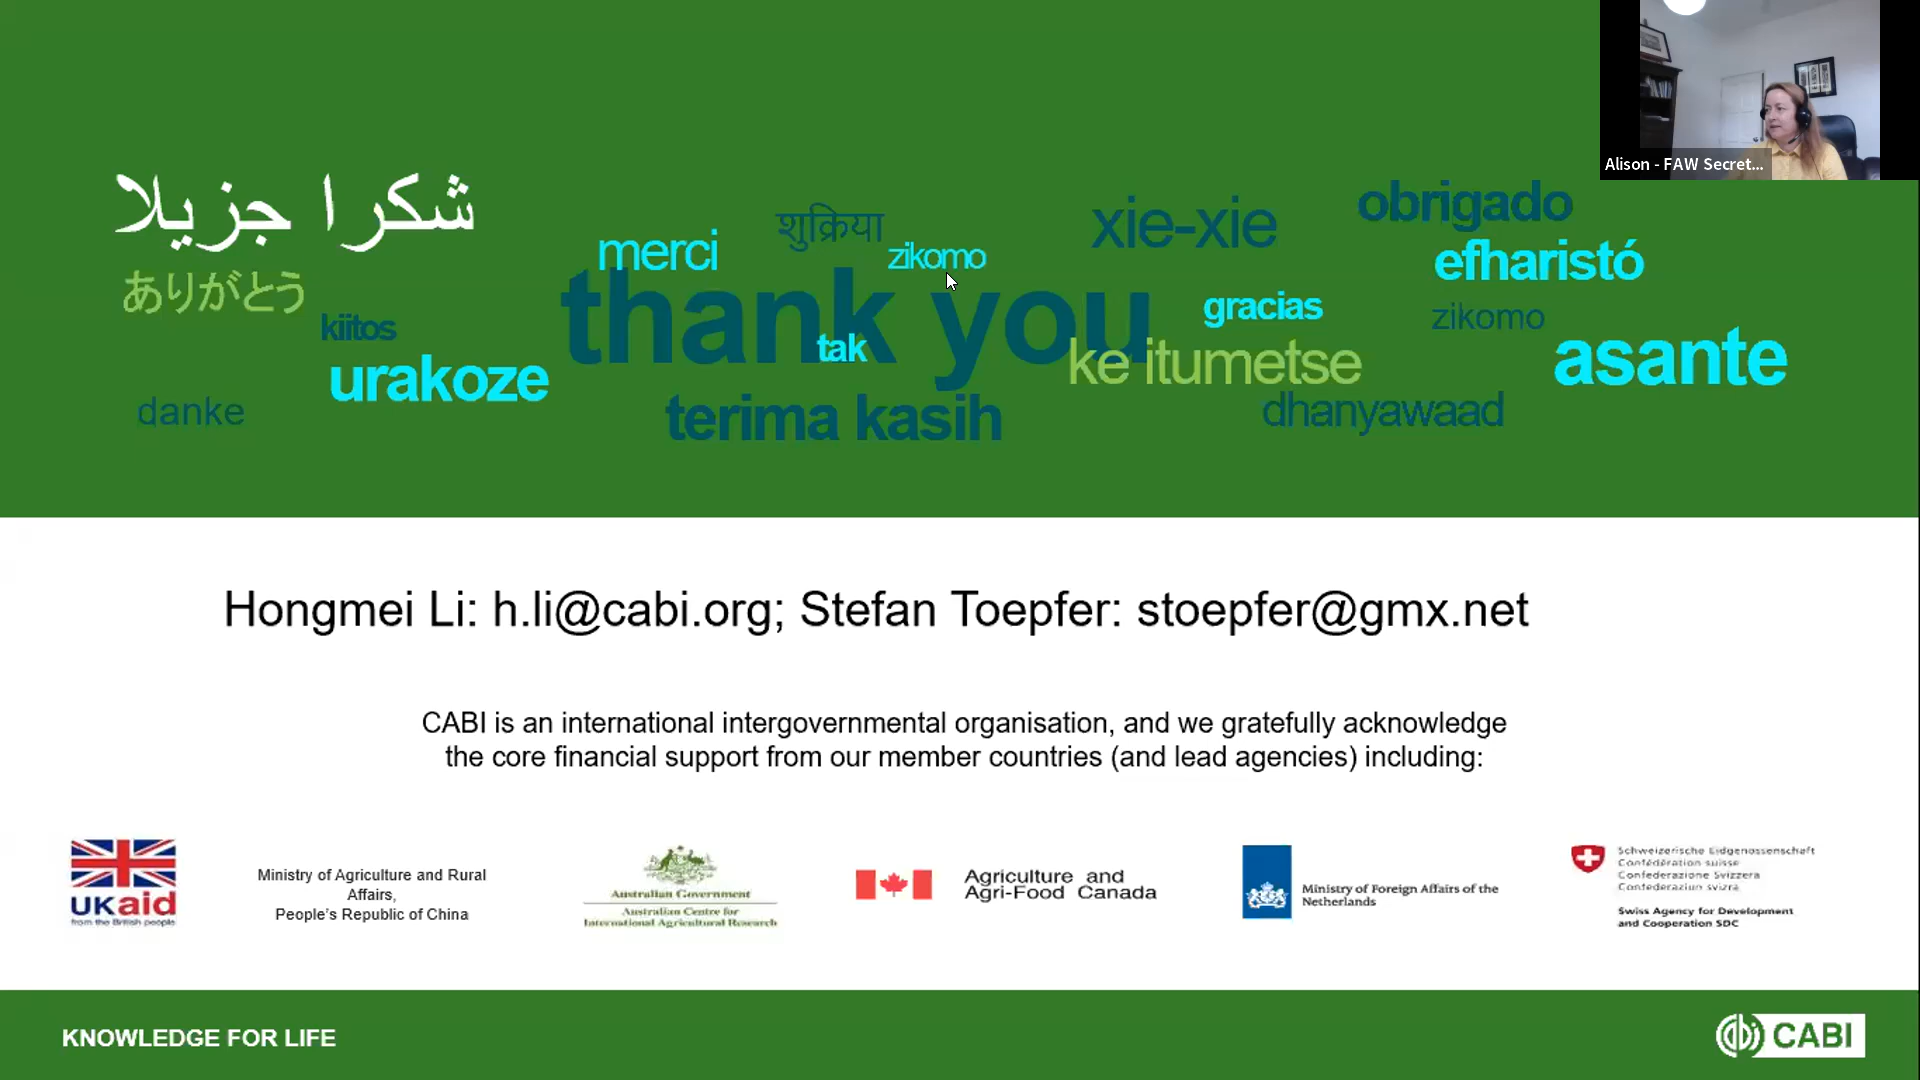 Alison - FAW Secret...
شكرا جزيلا
ありがとう
kiitos
urakoze
danke
merci
शुक्रिया
zikomo
thank you
tak
terima kasih
xie-xie
gracias
ke itumetse
obrigado
efharistó
zikomo
asante
dhanyawaad
Hongmei Li: h.li@cabi.org; Stefan Toepfer: stoepfer@gmx.net
CABI is an international intergovernmental organisation, and we gratefully acknowledge
the core financial support from our member countries (and lead agencies) including:
UKaid
from the British people
Ministry of Agriculture and Rural
Affairs,
People's Republic of China
Australian Government
Australian Centre for
International Agricultural Research
Agriculture and
Agri-Food Canada
Ministry of Foreign Affairs of the
Netherlands
Schweizerische Eidgenossenschaft
Confédération suisse
Confederazione Svizzera
Confederaziun svizra
Swiss Agency for Development
and Cooperation SDC
KNOWLEDGE FOR LIFE
CABI